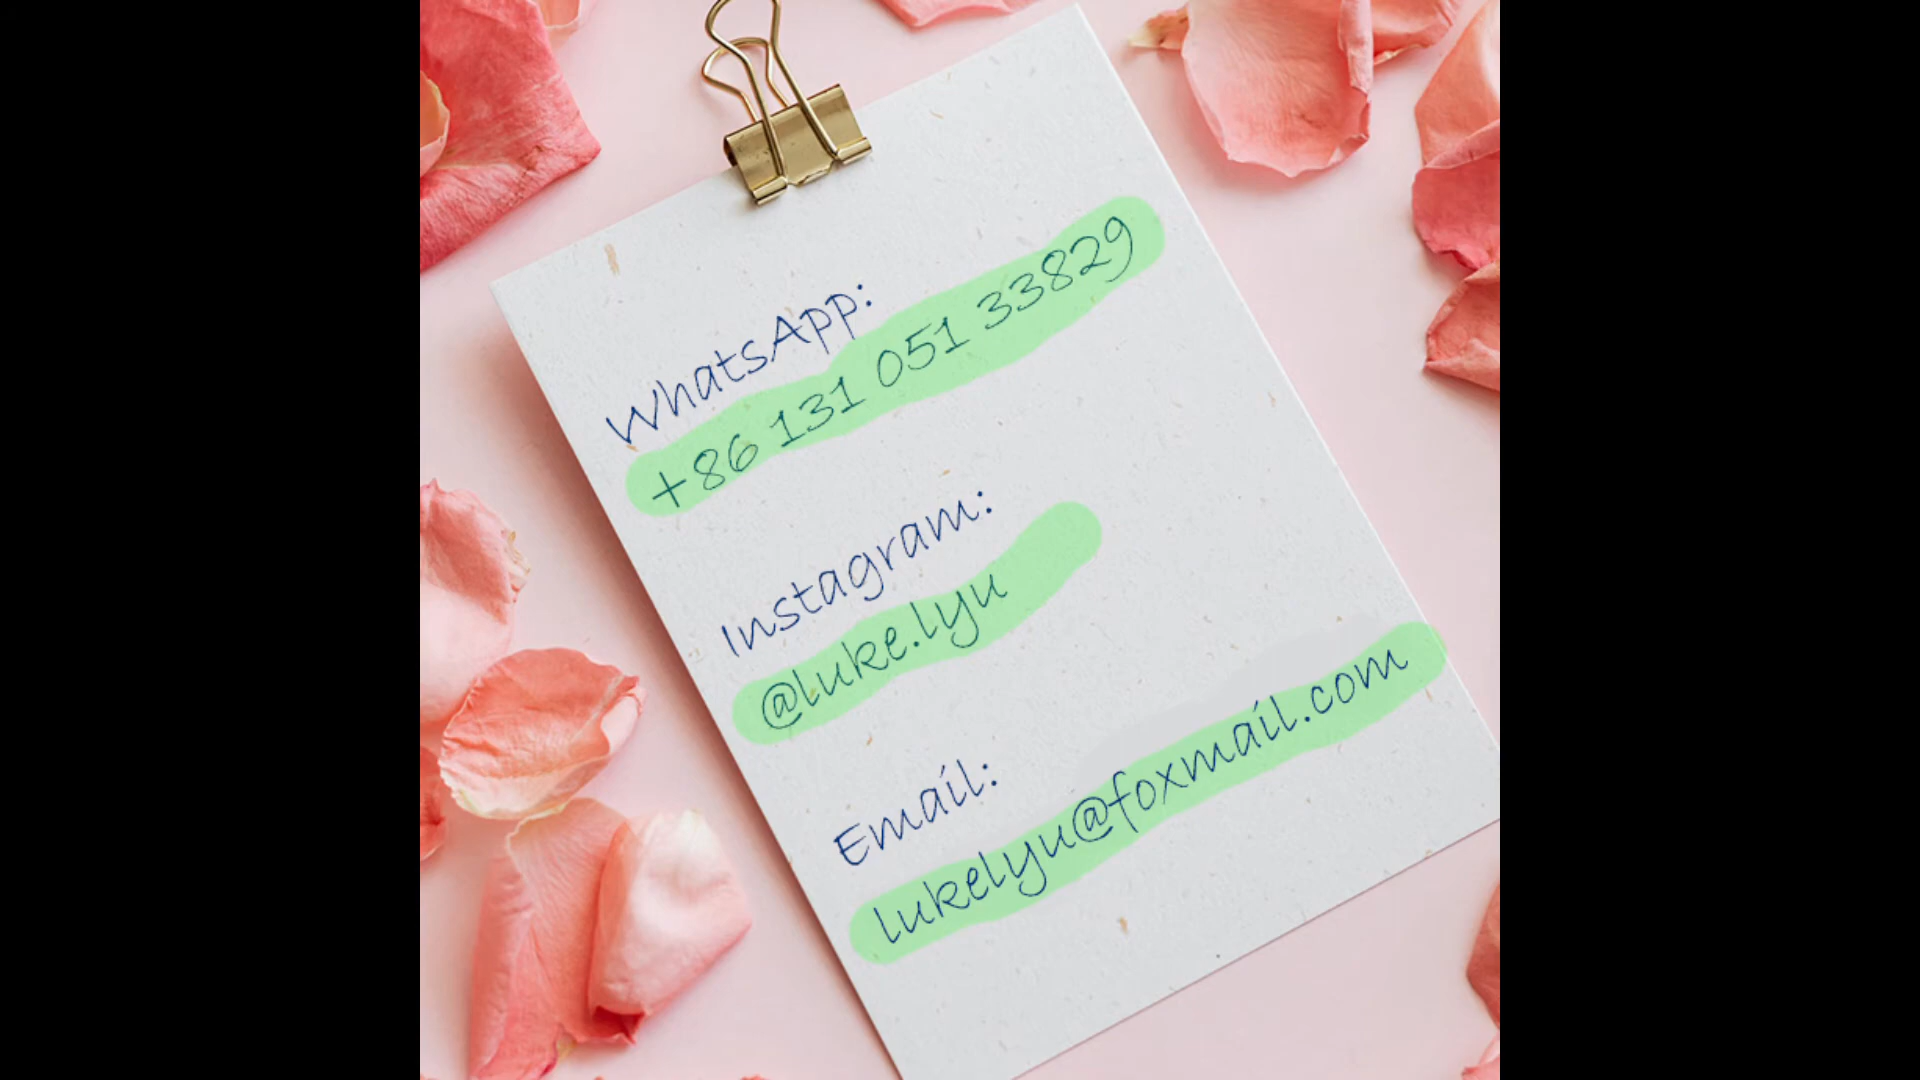 WhatsApp:
+86 131 051 33829
Instagram:
@luke.lyu
Email:
lukelyu@foxmail.com